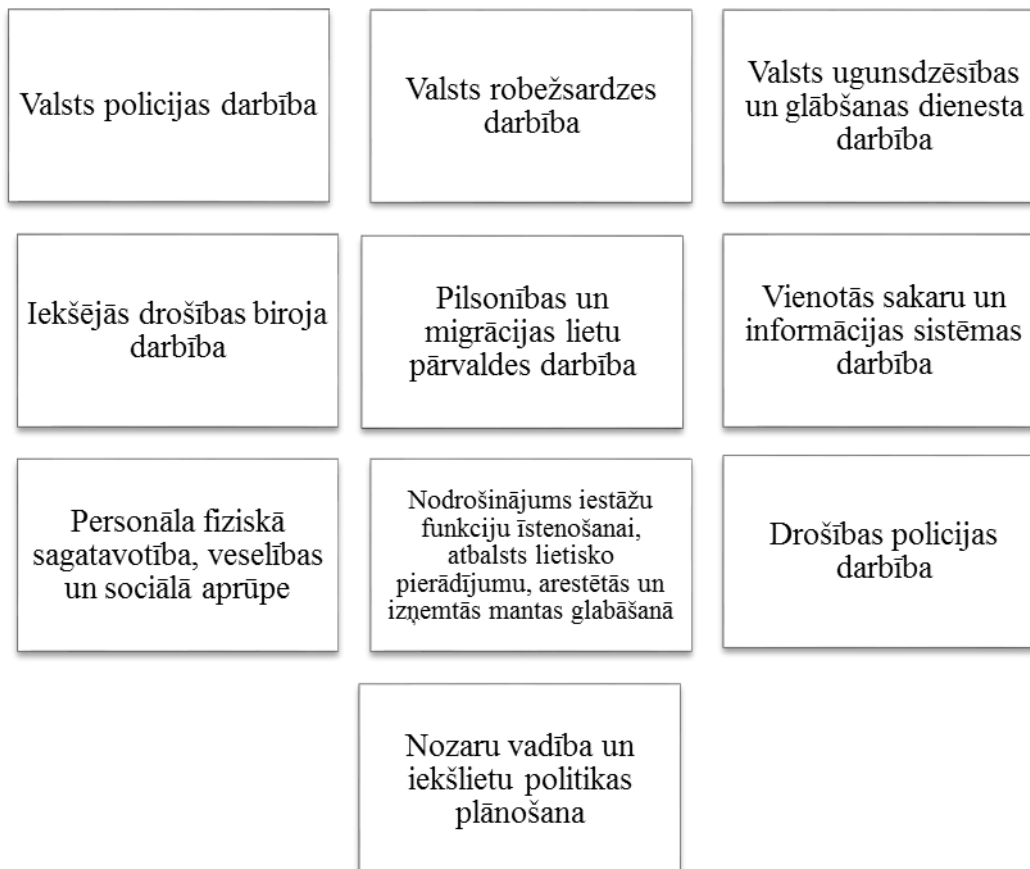 Valsts policijas darbība
Valsts robežsardzes
darbība
Valsts ugunsdzēsības
un glābšanas dienesta
darbība
Iekšējās drošības biroja
darbība
Pilsonības un
migrācijas lietu
pārvaldes darbība
Vienotās sakaru un
informācijas sistēmas
darbība
Personāla fiziskā
sagatavotība, veselības
un sociālā aprūpe
Nodrošinājums iestāžu
funkciju īstenošanai,
atbalsts lietisko
pierādījumu, arestētās un
izņemtās mantas glabāšanā
Drošības policijas
darbība
Nozaru vadība un
iekšlietu politikas
plānošana